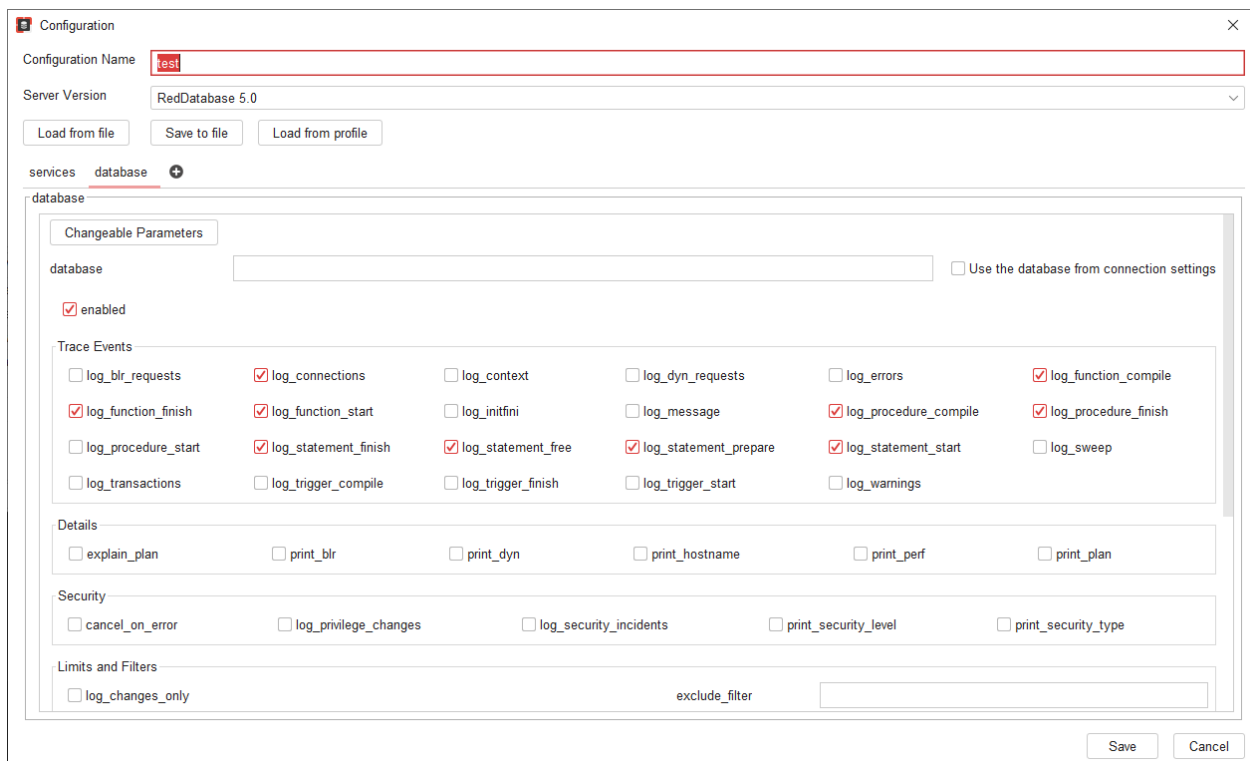 Configuration
Configuration Name test
Server Version RedDatabase 5.0
Load from file Save to file Load from profile
services database
database
Changeable Parameters
database Use the database from connection settings
enabled
Trace Events
log_blr_requests log_connections log_context log_dyn_requests log_errors log_function_compile
log_function_finish log_function_start log_initfini log_message log_procedure_compile log_procedure_finish
log_procedure_start log_statement_finish log_statement_free log_statement_prepare log_statement_start log_sweep
log_transactions log_trigger_compile log_trigger_finish log_trigger_start log_warnings
Details
explain_plan print_blr print_dyn print_hostname print_perf print_plan
Security
cancel_on_error log_privilege_changes log_security_incidents print_security_level print_security_type
Limits and Filters
log_changes_only exclude_filter
Save Cancel